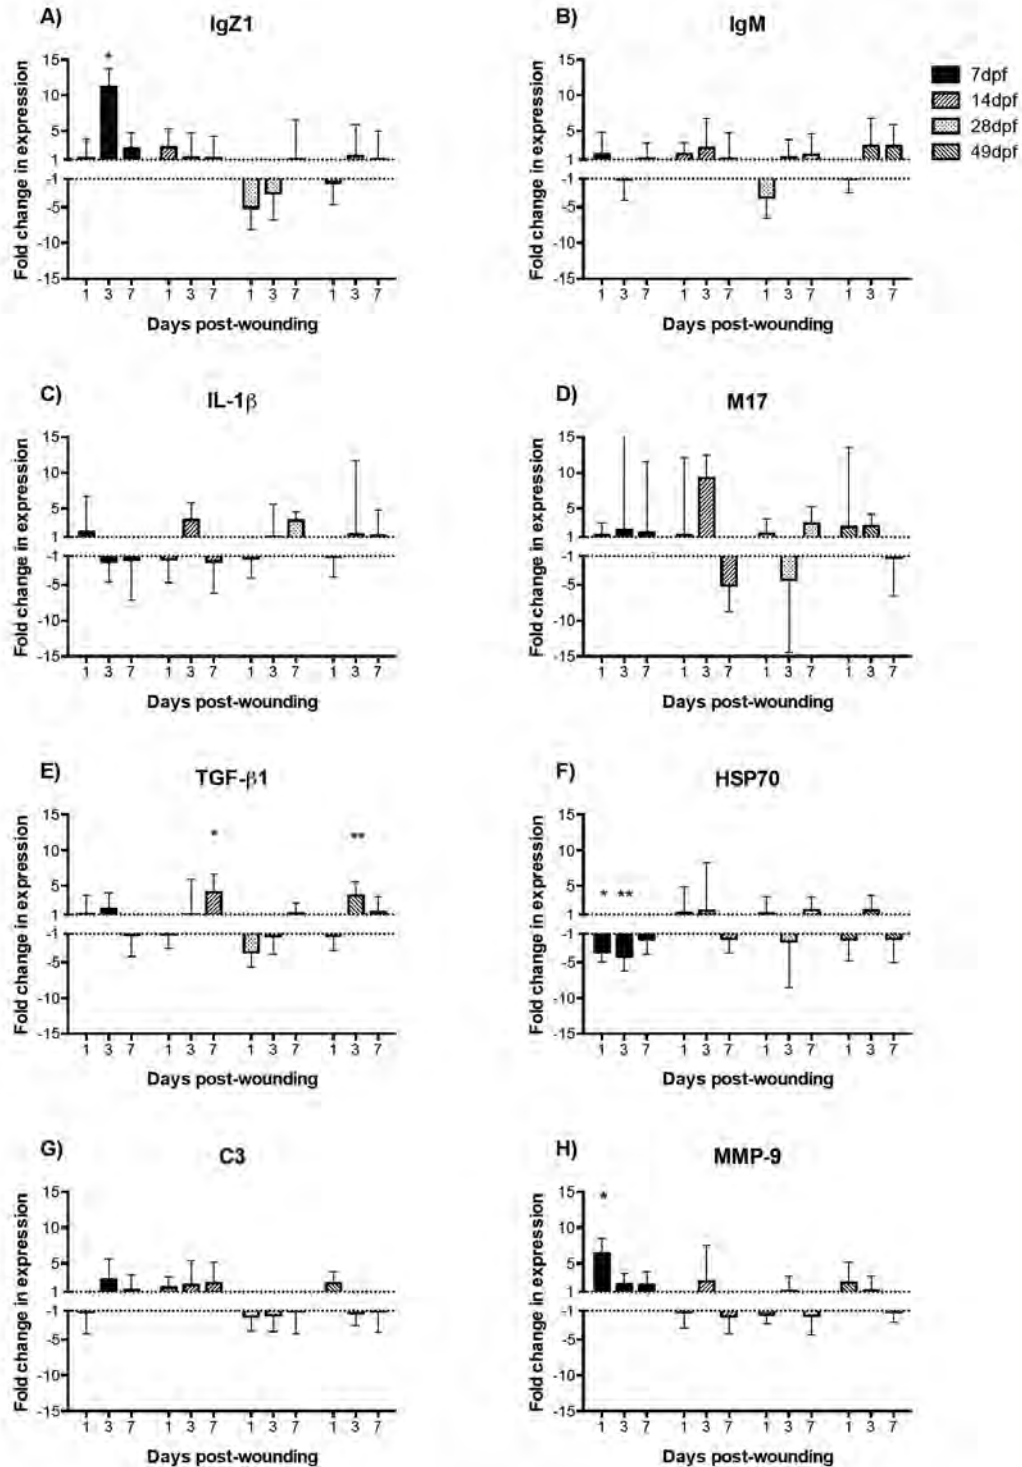 A)
IgZ1
Fold change in expression
15
10
5
1
-1
-5
-10
-15
*
1 3 7 1 3 7 1 3 7 1 3 7
Days post-wounding
B)
IgM
Fold change in expression
15
10
5
1
-1
-5
-10
-15
1 3 7 1 3 7 1 3 7 1 3 7
Days post-wounding
7dpf
14dpf
28dpf
49dpf
C)
IL-1β
Fold change in expression
15
10
5
1
-1
-5
-10
-15
1 3 7 1 3 7 1 3 7 1 3 7
Days post-wounding
D)
M17
Fold change in expression
15
10
5
1
-1
-5
-10
-15
1 3 7 1 3 7 1 3 7 1 3 7
Days post-wounding
E)
TGF-β1
Fold change in expression
15
10
5
1
-1
-5
-10
-15
* **
1 3 7 1 3 7 1 3 7 1 3 7
Days post-wounding
F)
HSP70
Fold change in expression
15
10
5
1
-1
-5
-10
-15
* **
1 3 7 1 3 7 1 3 7 1 3 7
Days post-wounding
G)
C3
Fold change in expression
15
10
5
1
-1
-5
-10
-15
1 3 7 1 3 7 1 3 7 1 3 7
Days post-wounding
H)
MMP-9
Fold change in expression
15
10
5
1
-1
-5
-10
-15
*
1 3 7 1 3 7 1 3 7 1 3 7
Days post-wounding